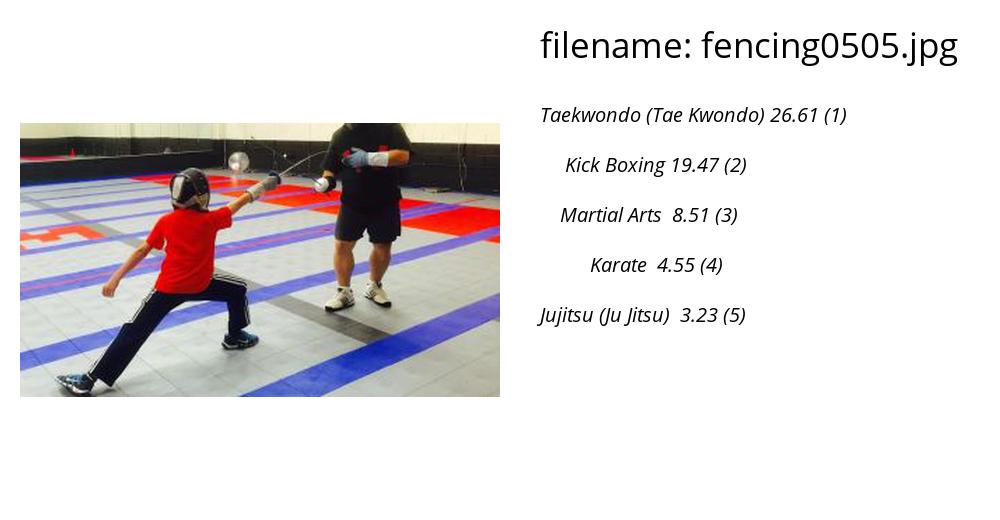 filename: fencing0505.jpg
Taekwondo (Tae Kwondo) 26.61 (1)
Kick Boxing 19.47 (2)
Martial Arts  8.51 (3)
Karate  4.55 (4)
Jujitsu (Ju Jitsu)  3.23 (5)